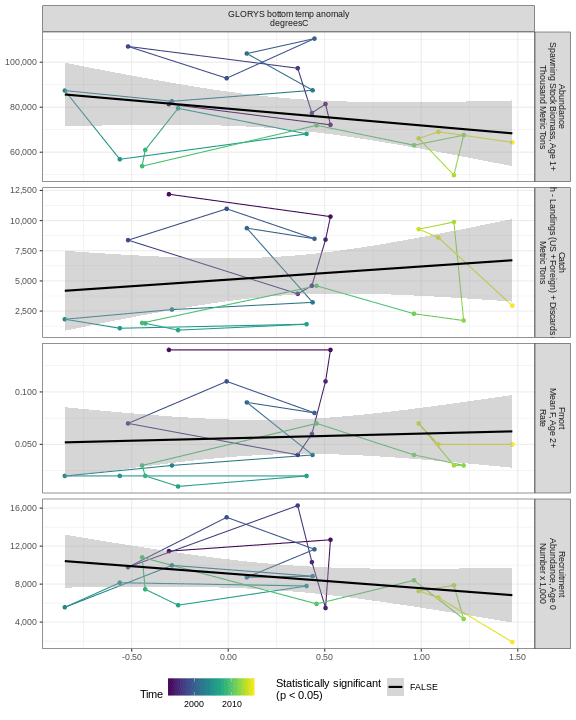 GLORYS bottom temp anomaly
degreesC
100,000
80,000
60,000
Abundance
Spawning Stock Biomass, Age 1+
Thousand Metric Tons
12,500
10,000
7,500
5,000
2,500
Catch
h - Landings (US +Foreign) + Discards
Metric Tons
0.100
0.050
Fmort
Mean F, Age 2+
Rate
16,000
12,000
8,000
4,000
Recruitment
Abundance, Age 0
Number x 1,000
-0.50 0.00 0.50 1.00 1.50
Time
2000 2010
Statistically significant
(p < 0.05)
FALSE